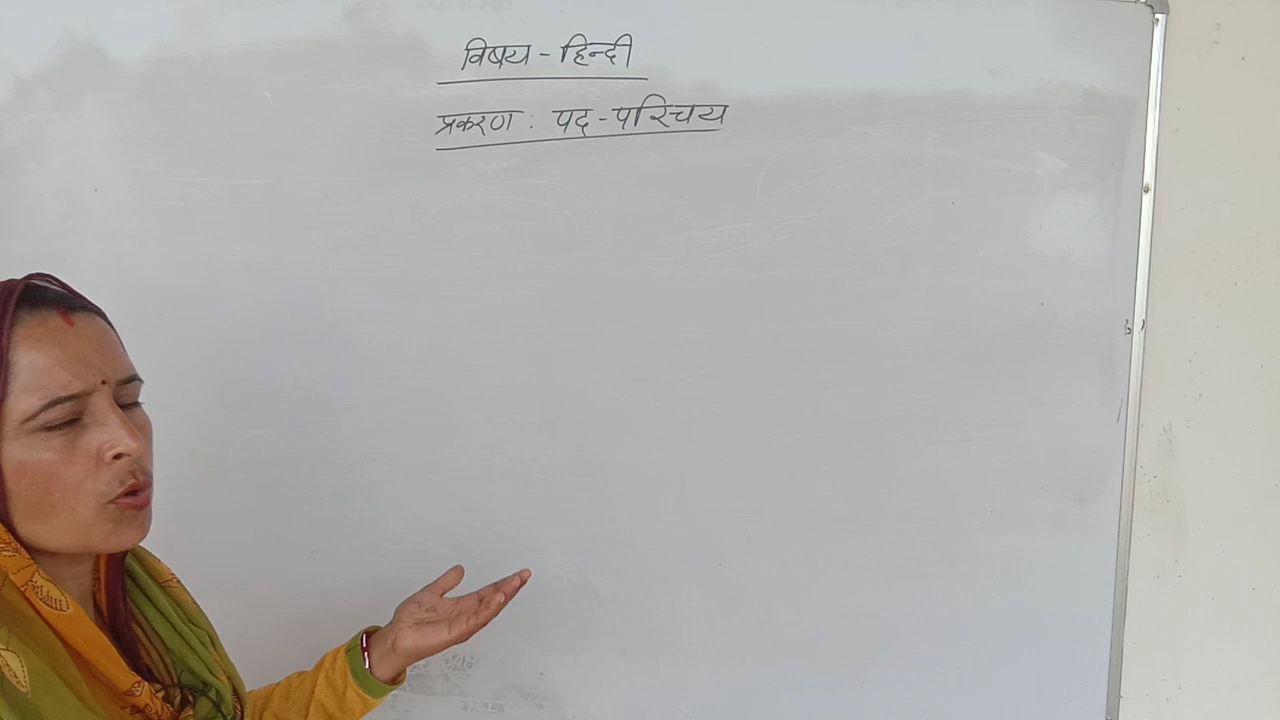 विषय - हिन्दी
प्रकरण : पद - परिचय